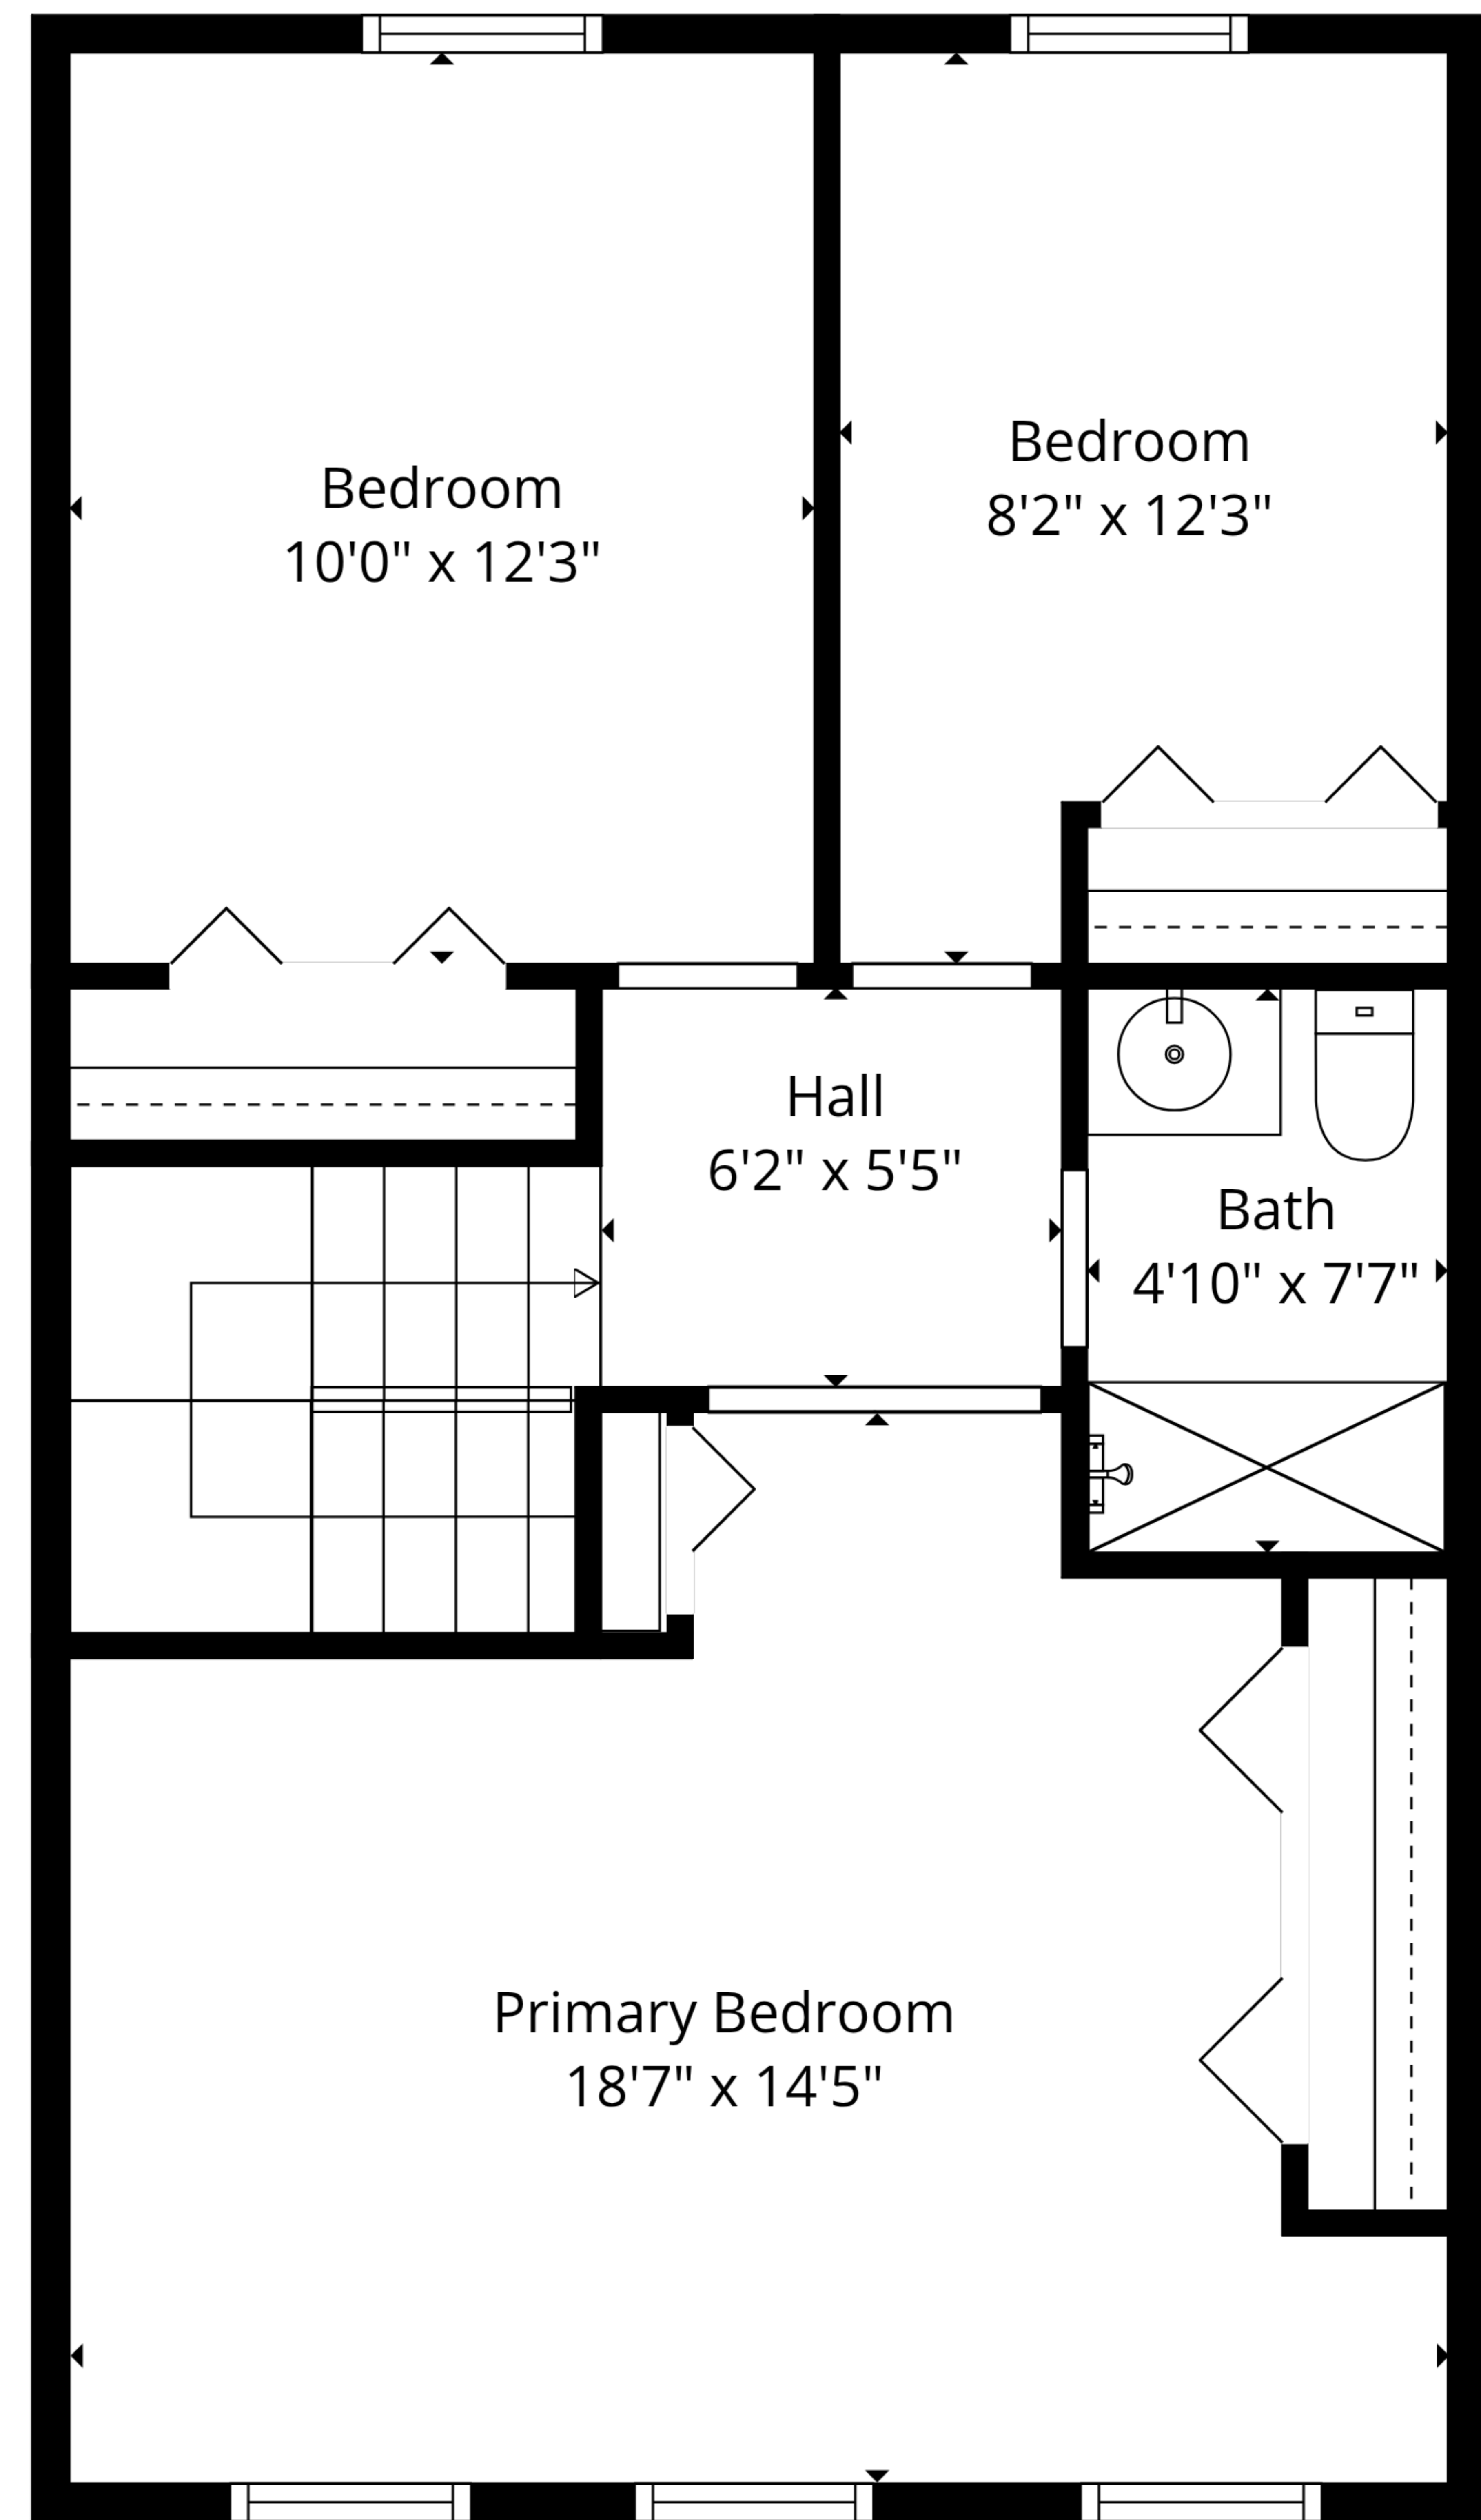 Bedroom
10'0" x 12'3"
Bedroom
8'2" x 12'3"
Hall
6'2" x 5'5"
Bath
4'10" x 7'7"
Primary Bedroom
18'7" x 14'5"